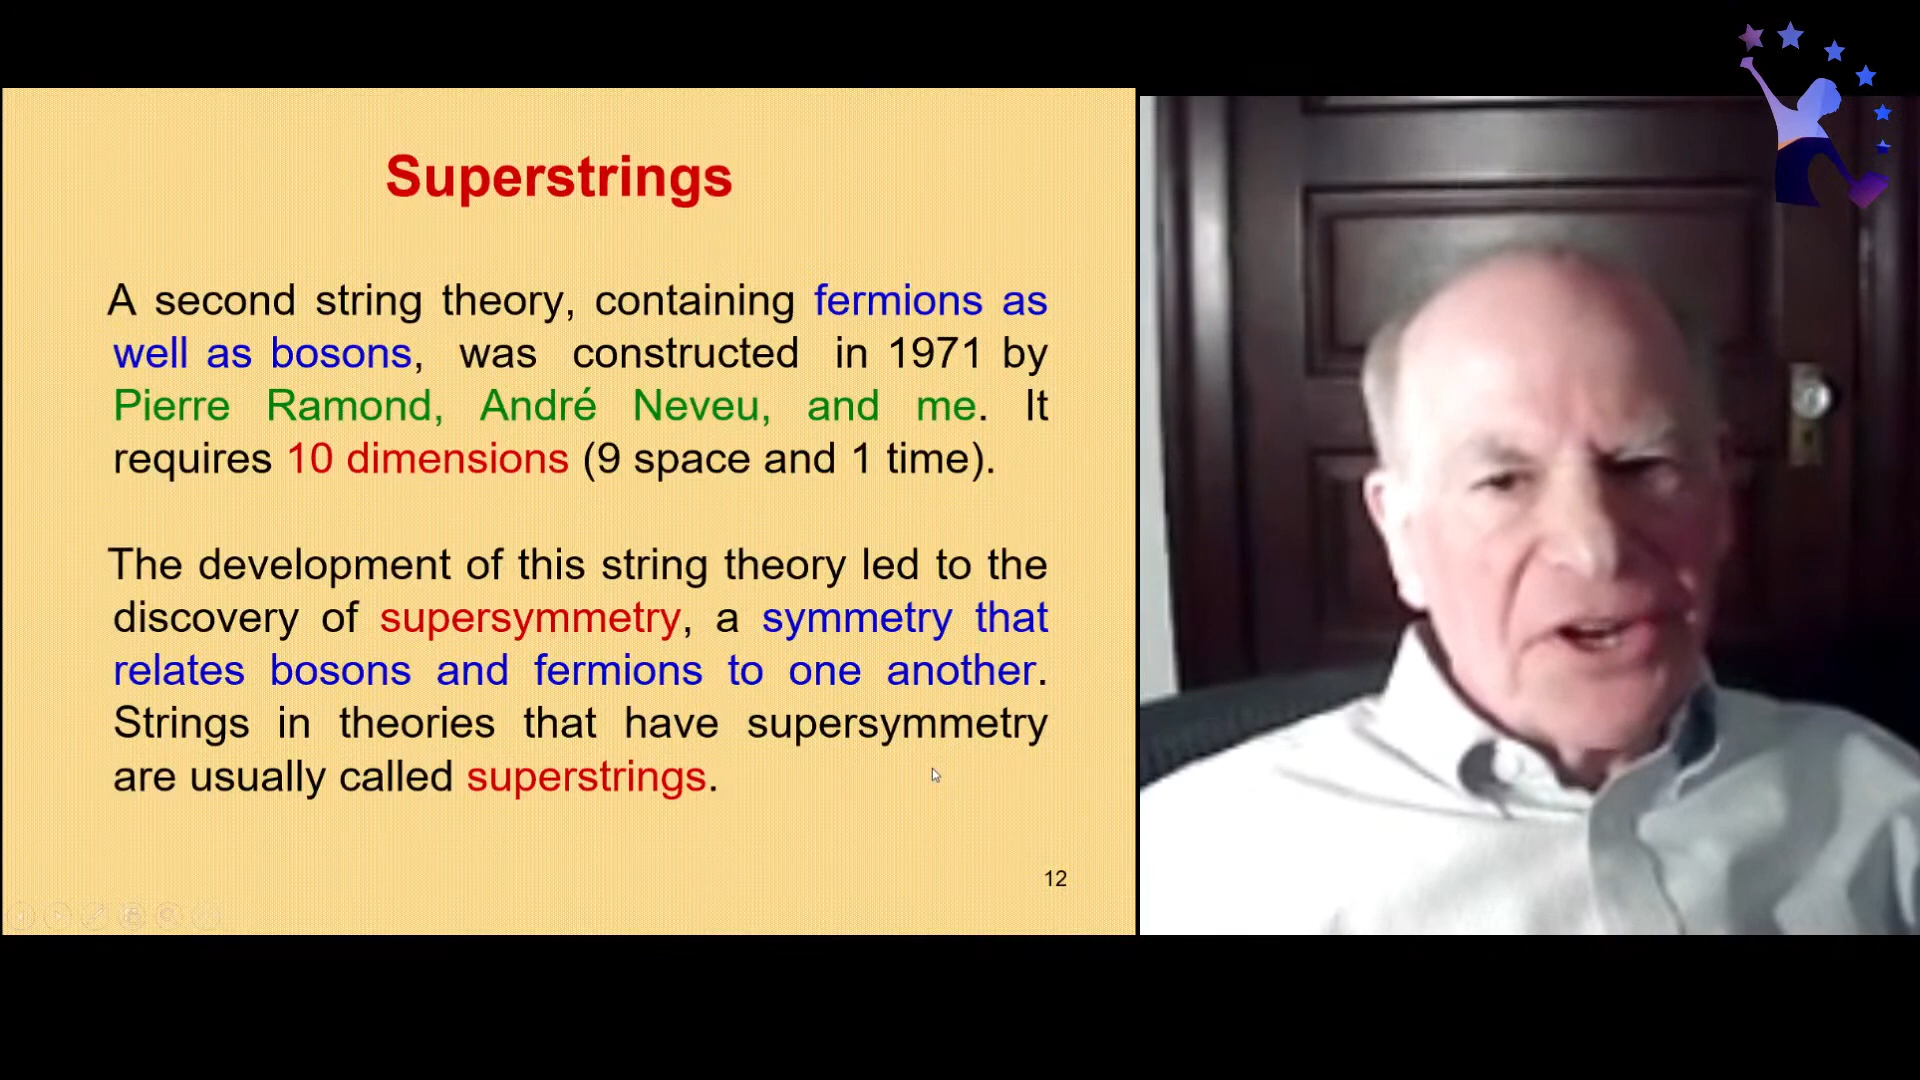 Superstrings
A second string theory, containing fermions as
well as bosons, was constructed in 1971 by
Pierre Ramond, André Neveu, and me. It
requires 10 dimensions (9 space and 1 time).
The development of this string theory led to the
discovery of supersymmetry, a symmetry that
relates bosons and fermions to one another.
Strings in theories that have supersymmetry
are usually called superstrings.
12